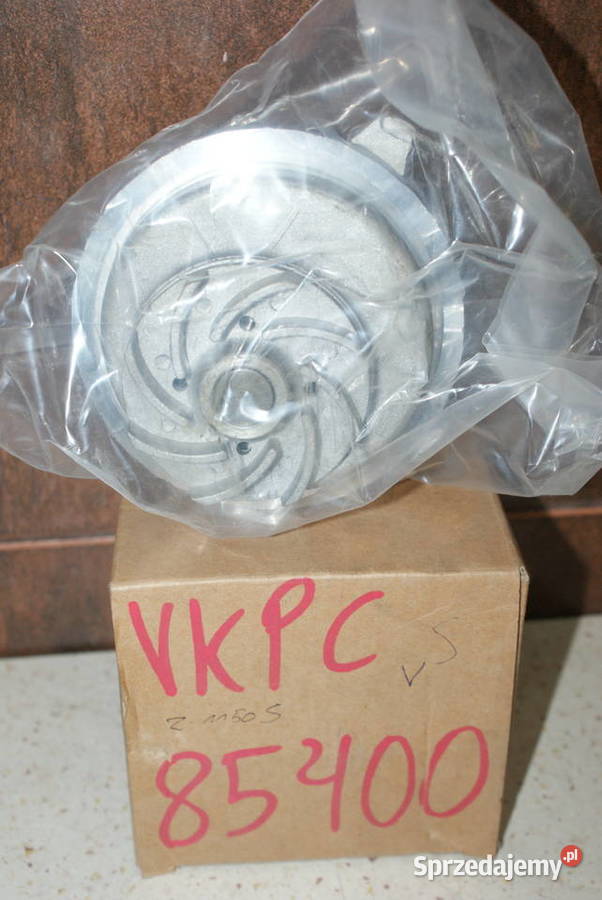 VKPC
VS
Z 1150S
85400
Sprzedajemy.pl